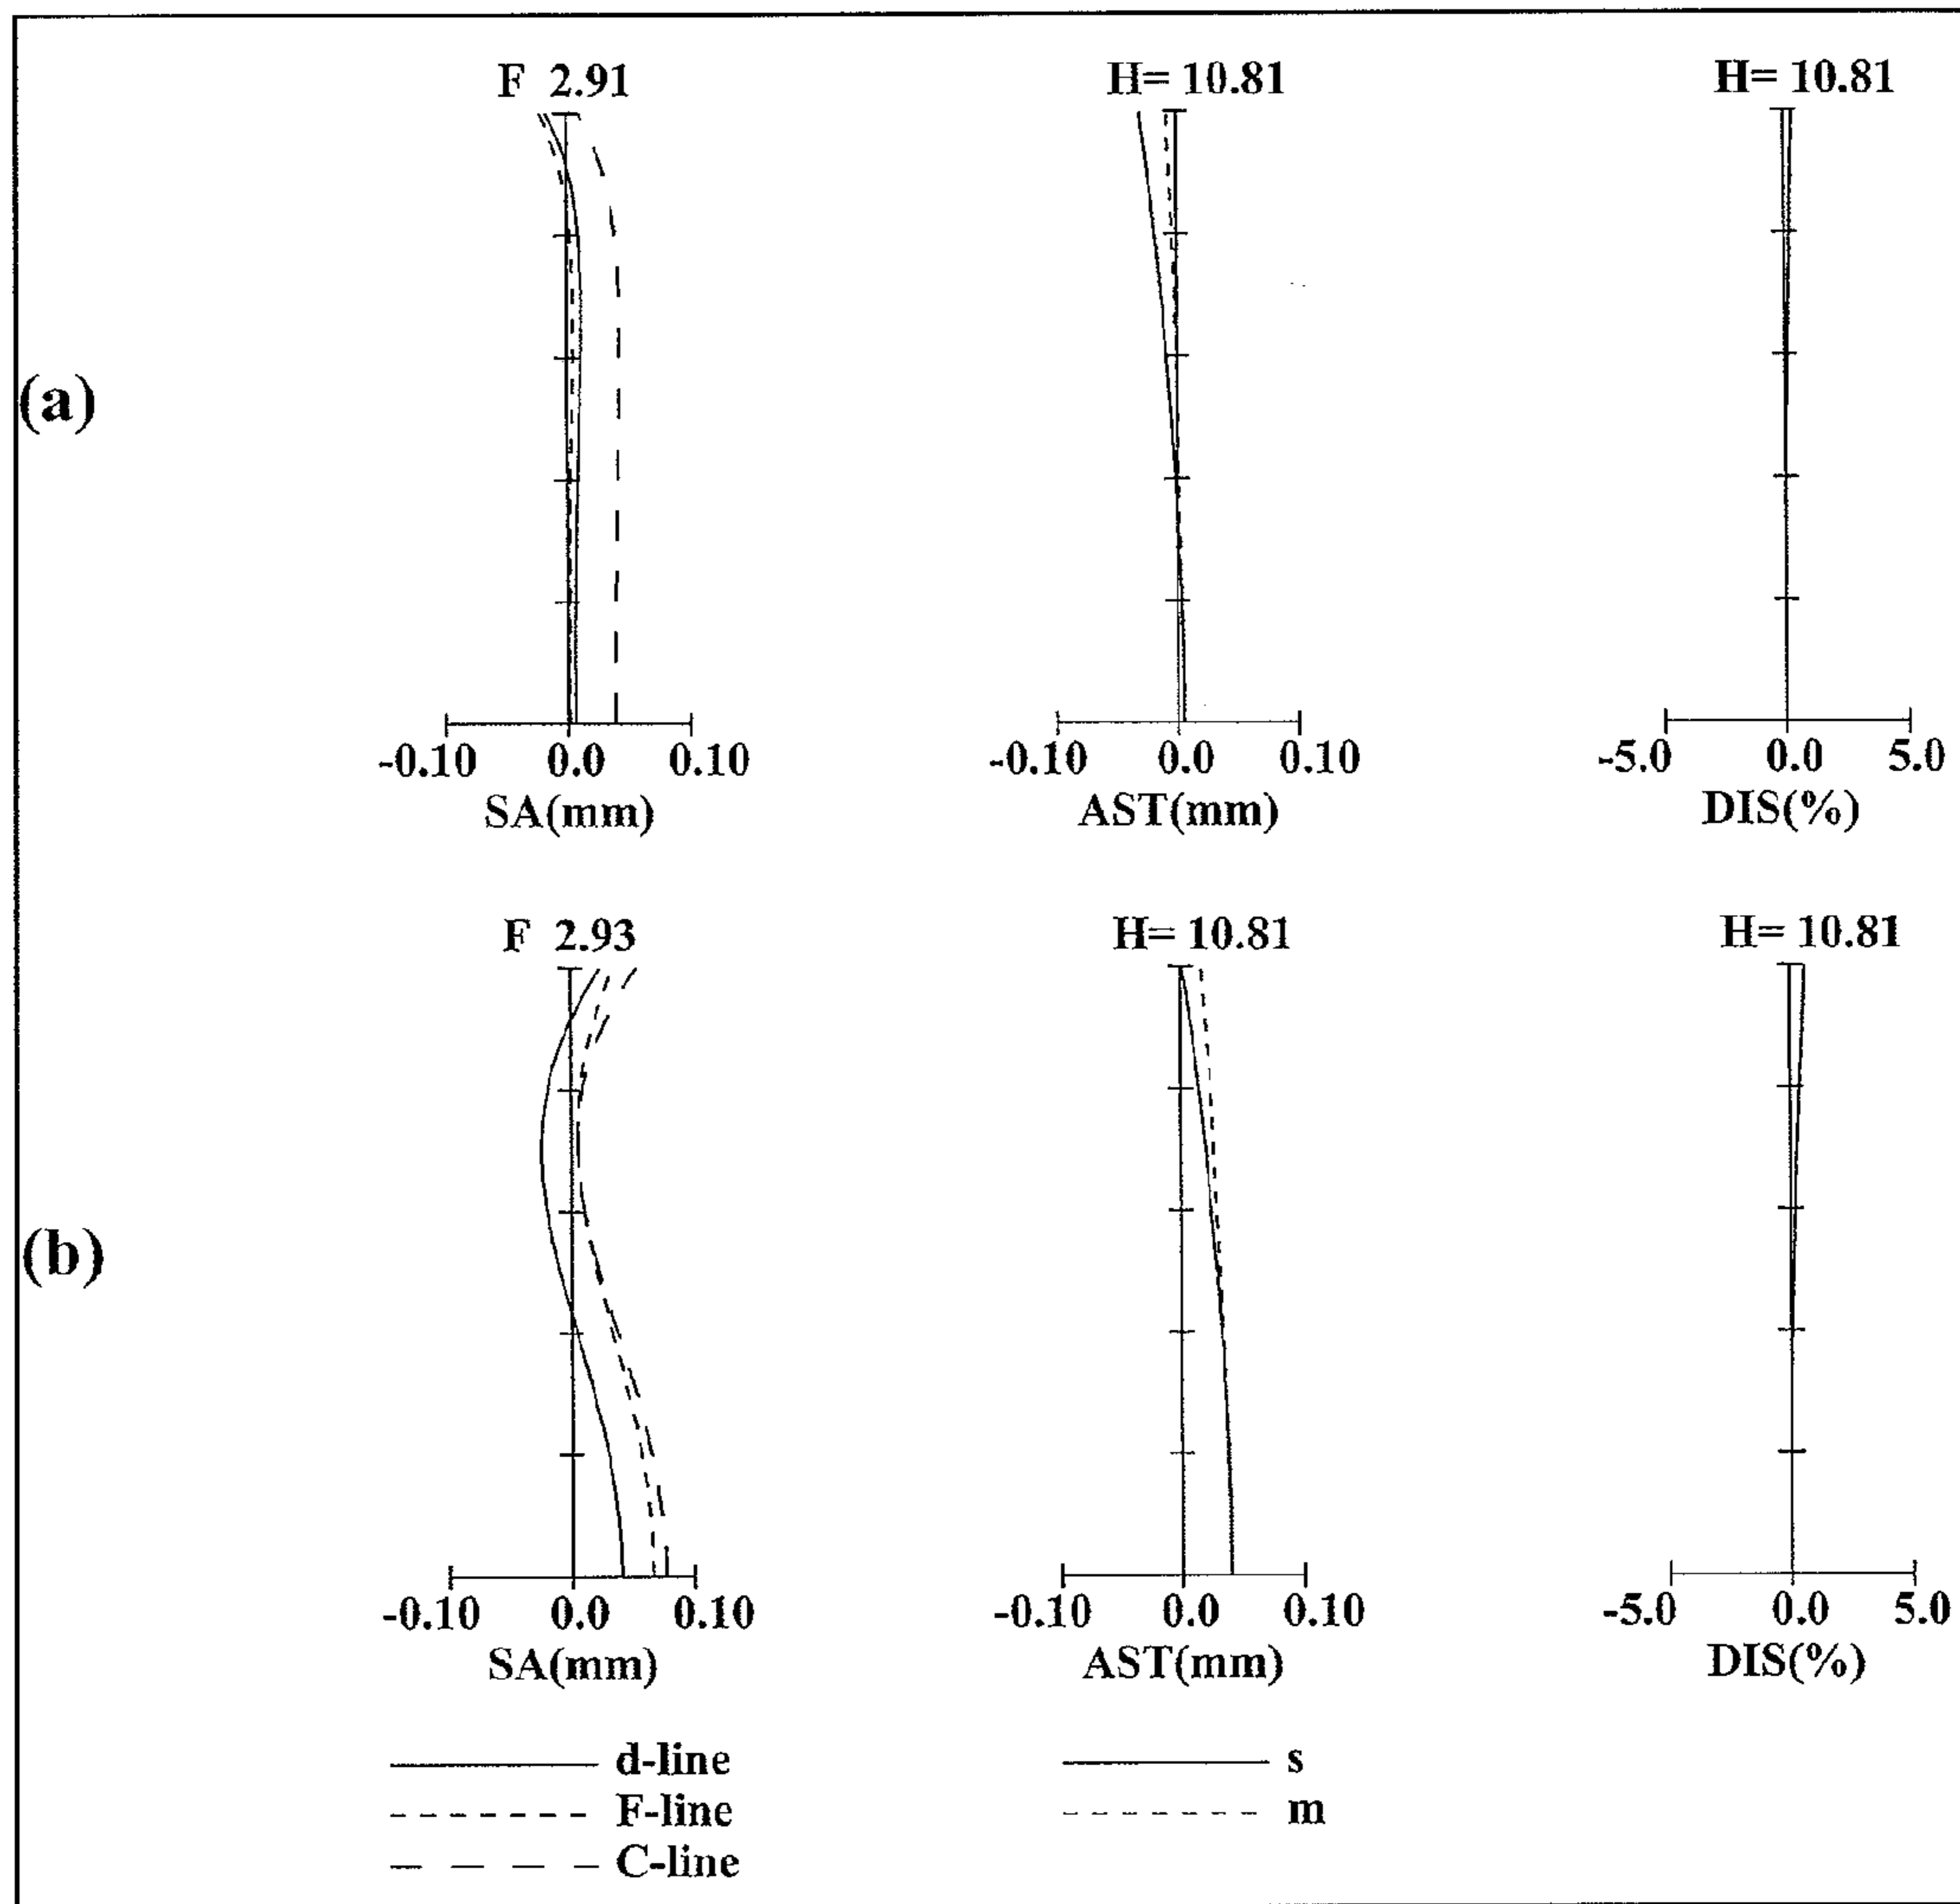 F 2.91
H= 10.81
H= 10.81
(a)
-0.10 0.0 0.10
SA(mm)
-0.10 0.0 0.10
AST(mm)
-5.0 0.0 5.0
DIS(%)
F 2.93
H= 10.81
H= 10.81
(b)
-0.10 0.0 0.10
SA(mm)
-0.10 0.0 0.10
AST(mm)
-5.0 0.0 5.0
DIS(%)
d-line
F-line
C-line
s
m